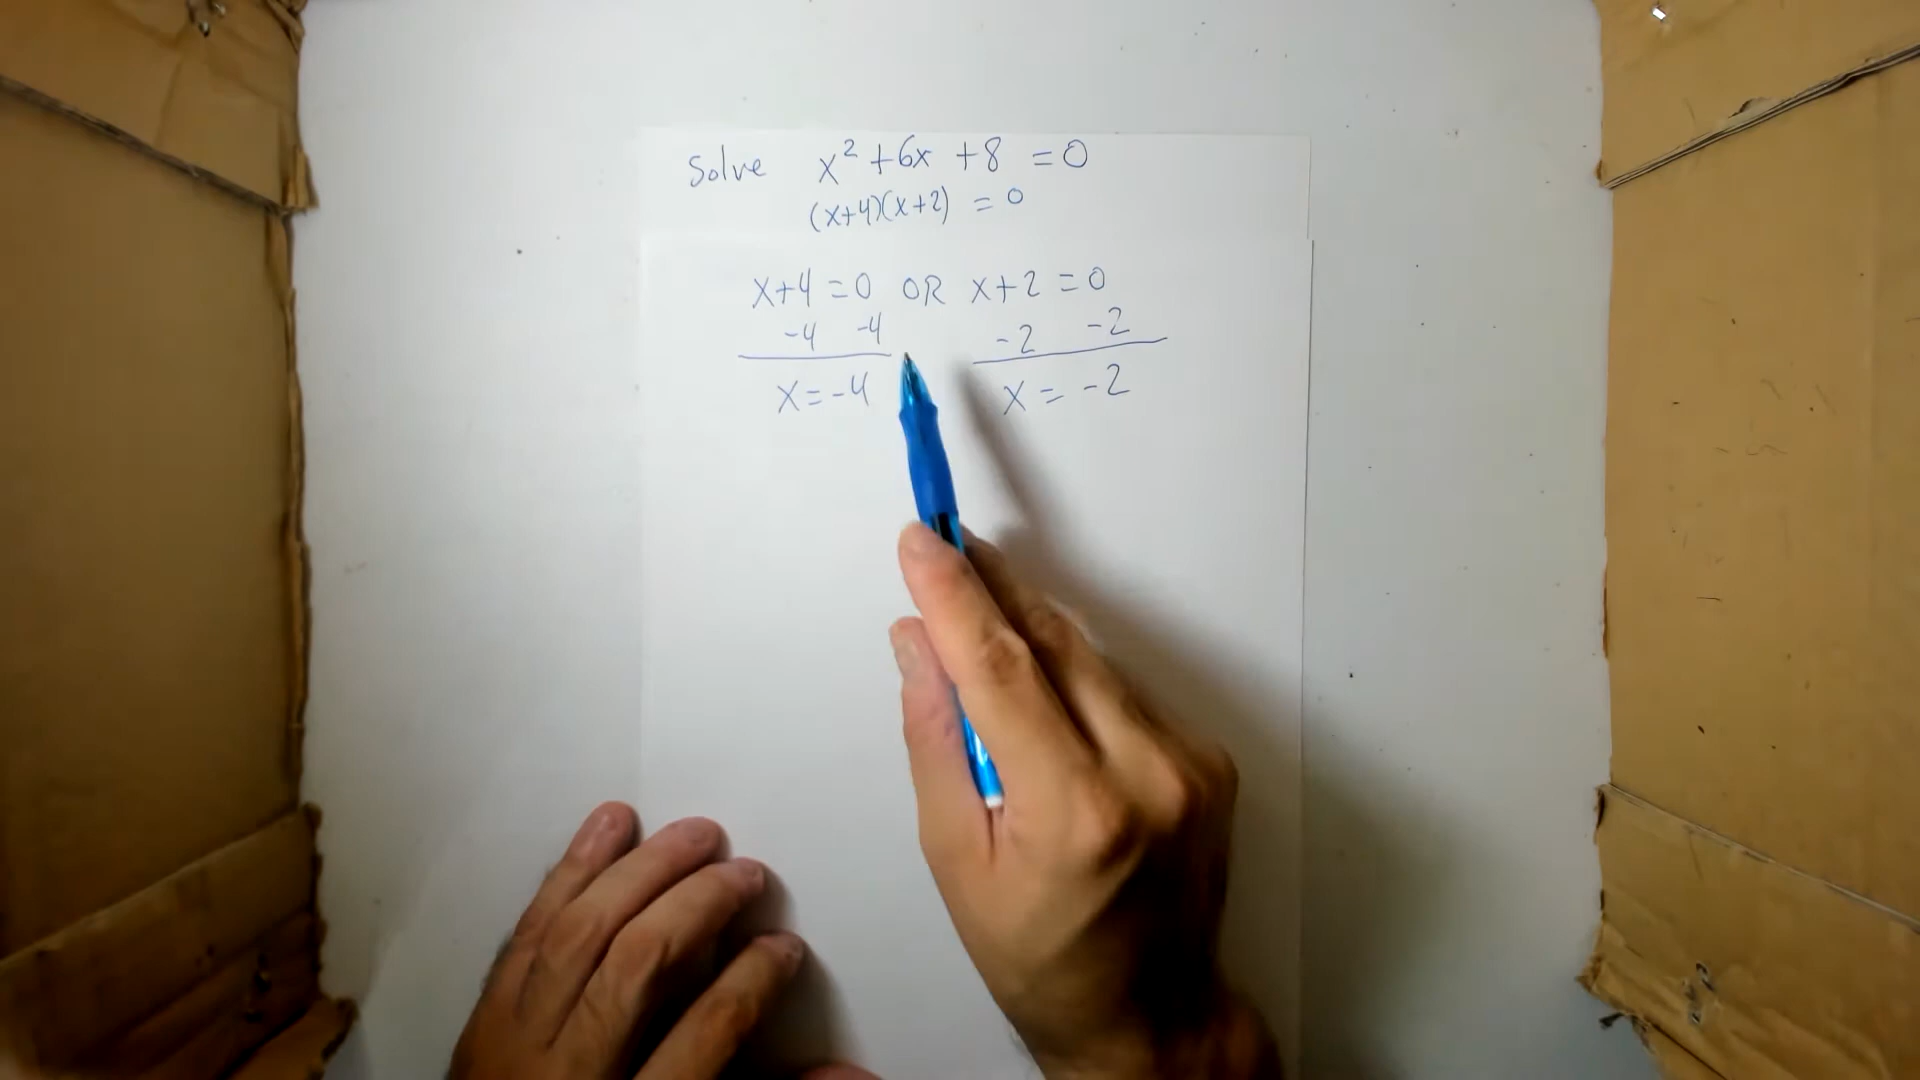 Solve x² + 6x + 8 = 0
(x+4)(x+2) = 0
x+4 = 0 OR x+2 = 0
-4 -4 -2 -2
x = -4 x = -2